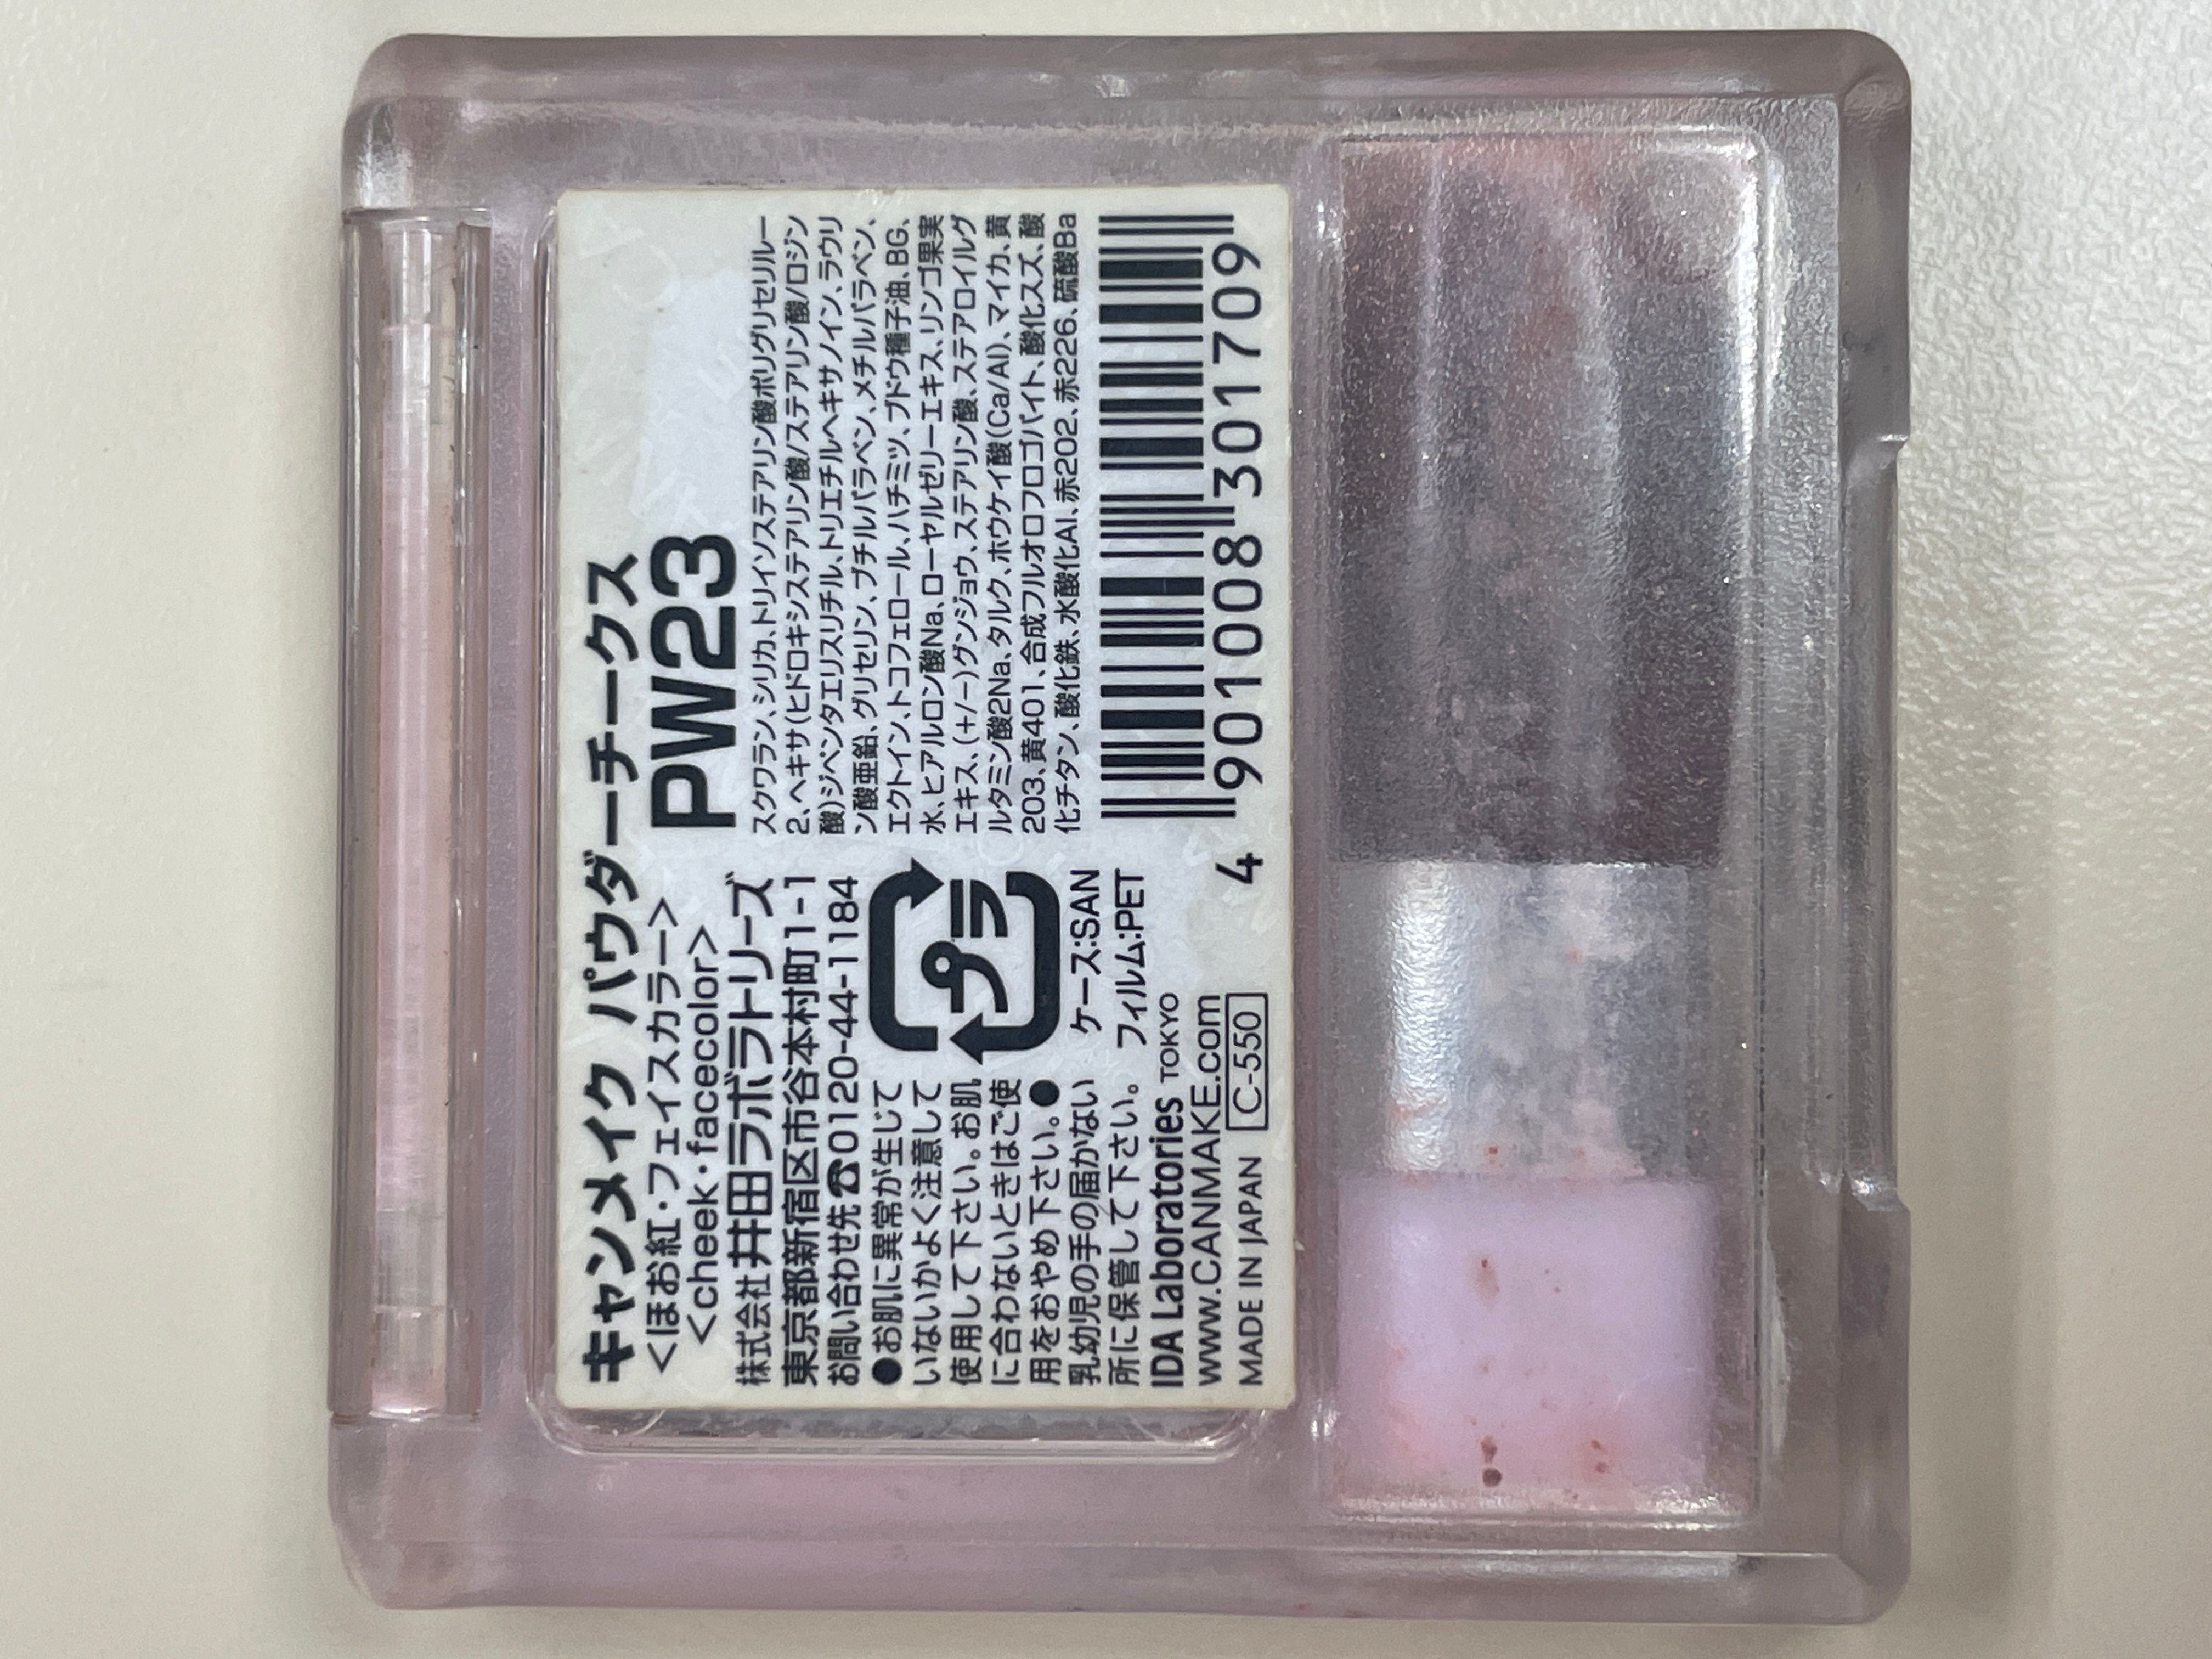 キャンメイク パウダーチークス
PW23
<ほお紅・フェイスカラー>
<cheek・facecolor>
株式会社井田ラボラトリーズ
東京都新宿区市谷本村町1-1
お問い合わせ先☎0120-44-1184
●お肌に異常が生じて
いないかよく注意して
使用して下さい。お肌
に合わないときはご使
用をおやめ下さい。●
乳幼児の手の届かない
所に保管して下さい。
プラ
ケース:SAN
フィルム:PET
IDA Laboratories TOKYO
www.CANMAKE.com
MADE IN JAPAN C-550
スクワラン、シリカ、トリイソステアリン酸ポリグリセリル-
2、ヘキサ(ヒドロキシステアリン酸/ステアリン酸/ロジン
酸)ジペンタエリスリチル、トリエチルヘキサノイン、ラウリ
ン酸亜鉛、グリセリン、ブチルパラベン、メチルパラベン、
エクトイン、トコフェロール、ハチミツ、ブドウ種子油、BG、
水、ヒアルロン酸Na、ローヤルゼリーエキス、リンゴ果実
エキス、(+/-)グンジョウ、ステアリン酸、ステアロイルグ
ルタミン酸2Na、タルク、ホウケイ酸(Ca/Al)、マイカ、黄
203、黄401、合成フルオロフロゴパイト、酸化スズ、酸
化チタン、酸化鉄、水酸化Al、赤202、赤226、硫酸Ba
4 901008 301709